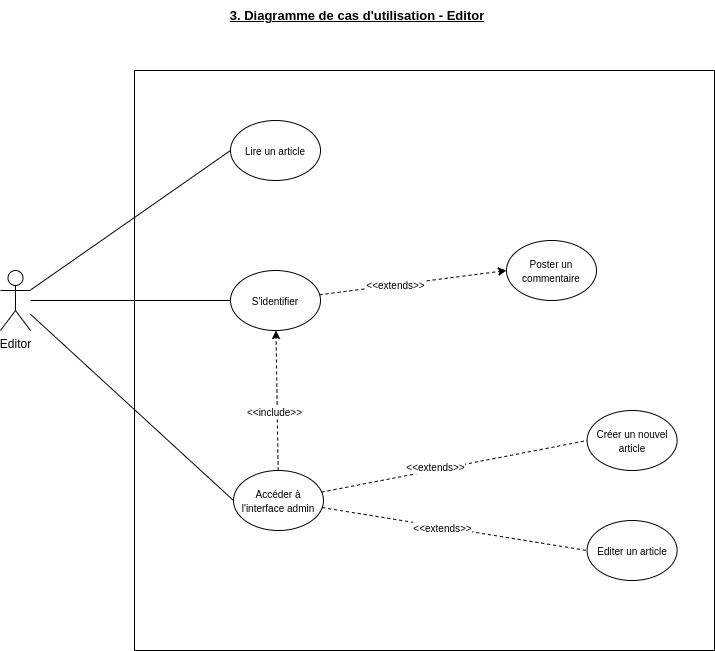 3. Diagramme de cas d'utilisation - Editor
Lire un article
Poster un
commentaire
<<extends>>
S'identifier
Editor
<<include>>
Créer un nouvel
article
<<extends>>
Accéder à
l'interface admin
<<extends>>
Editer un article